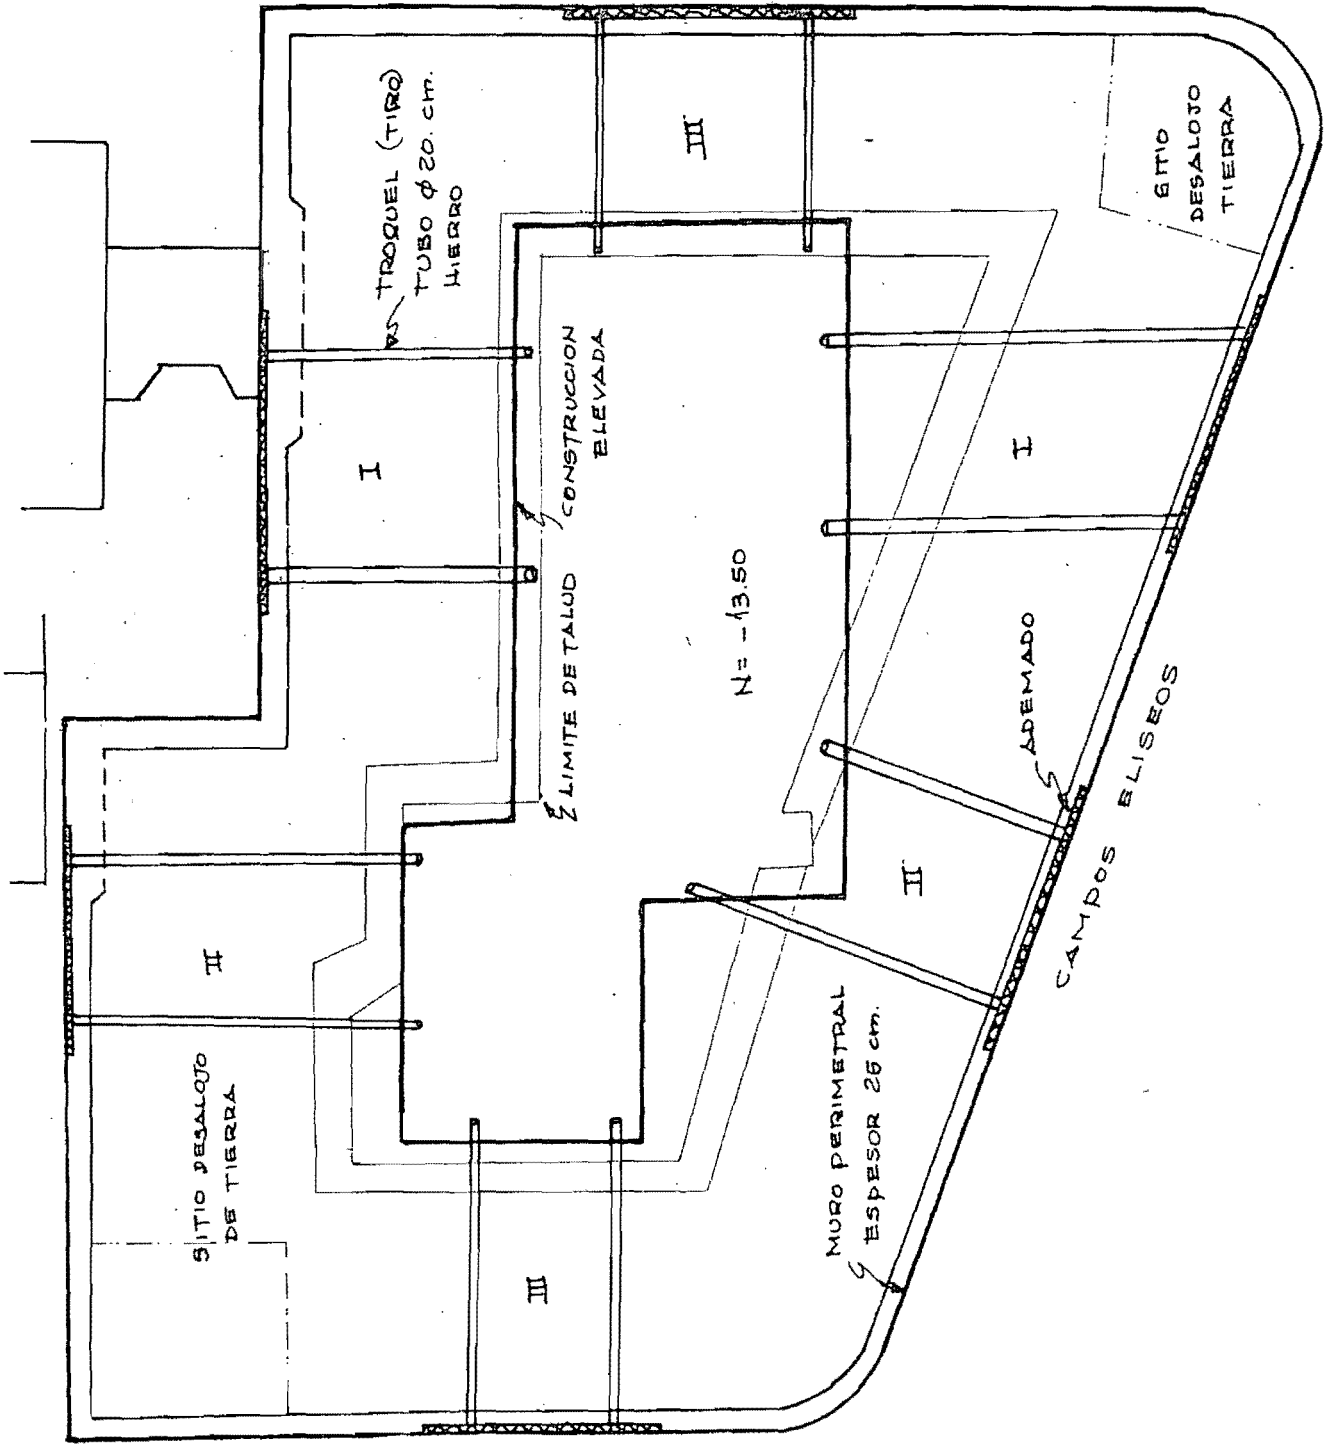 TROQUEL (TIRO)
TUBO Ø 20. cm.
HIERRO
III
SITIO
DESALOJO
TIERRA
I
CONSTRUCCION
ELEVADA
I
LIMITE DE TALUD
N= -13.50
ADEMADO
CAMPOS ELISEOS
II
II
MURO PERIMETRAL
ESPESOR 25 cm.
SITIO DESALOJO
DE TIERRA
III